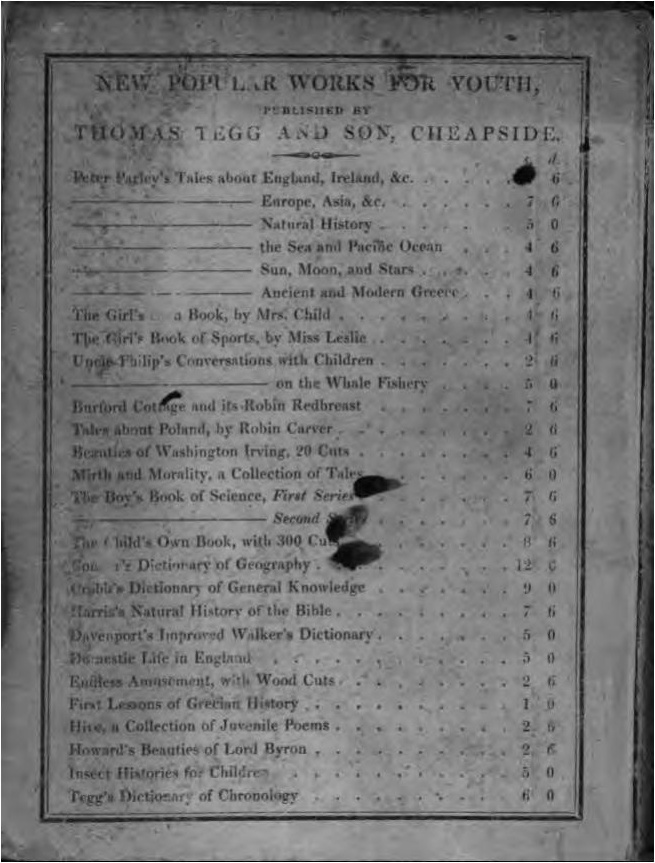 NEW POPULAR WORKS FOR YOUTH,
PUBLISHED BY
THOMAS TEGG AND SON, CHEAPSIDE.
s. d.
Peter Parley's Tales about England, Ireland, &c. . . . . . 6
——— Europe, Asia, &c. . . . . . . 7 6
——— Natural History . . . . . 5 0
——— the Sea and Pacific Ocean . . . 4 6
——— Sun, Moon, and Stars . . . . . 4 6
——— Ancient and Modern Greece . . . 4 6
The Girl's a Book, by Mrs. Child . . . . . . . . . 4 6
The Girl's Book of Sports, by Miss Leslie . . . . . . . 4 6
Uncle Philip's Conversations with Children . . . . . . . 2 6
——— on the Whale Fishery . . . . 5 0
Burford Cottage and its Robin Redbreast . . . . . . . 7 6
Tales about Poland, by Robin Carver . . . . . . . . 2 6
Beauties of Washington Irving, 20 Cuts . . . . . . . 4 6
Mirth and Morality, a Collection of Tales . . . . . . . 6 0
The Boy's Book of Science, First Series . . . . . . 7 6
——— Second Series . . . . . . 7 6
The Child's Own Book, with 300 Cuts . . . . . . 8 6
Dictionary of Geography . . . . . . . . 12 6
Crabb's Dictionary of General Knowledge . . . . . . . 9 0
Harris's Natural History of the Bible . . . . . . . . 7 6
Davenport's Improved Walker's Dictionary . . . . . . 5 0
Domestic Life in England . . . . . . . . . . 5 0
Endless Amusement, with Wood Cuts . . . . . . . . 2 6
First Lessons of Grecian History . . . . . . . . . 1 0
Hive, a Collection of Juvenile Poems . . . . . . . . 2 6
Howard's Beauties of Lord Byron . . . . . . . . . 2 6
Insect Histories for Children . . . . . . . . . 5 0
Tegg's Dictionary of Chronology . . . . . . . . . 6 0